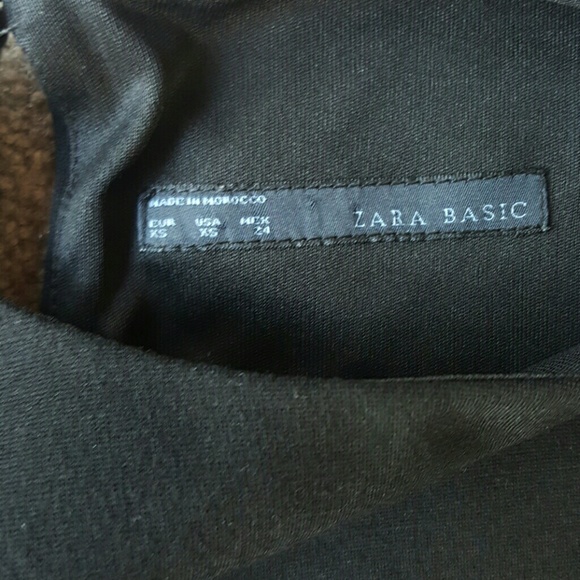 MADE IN MOROCCO
EUR USA MEX
XS XS 24
ZARA BASIC